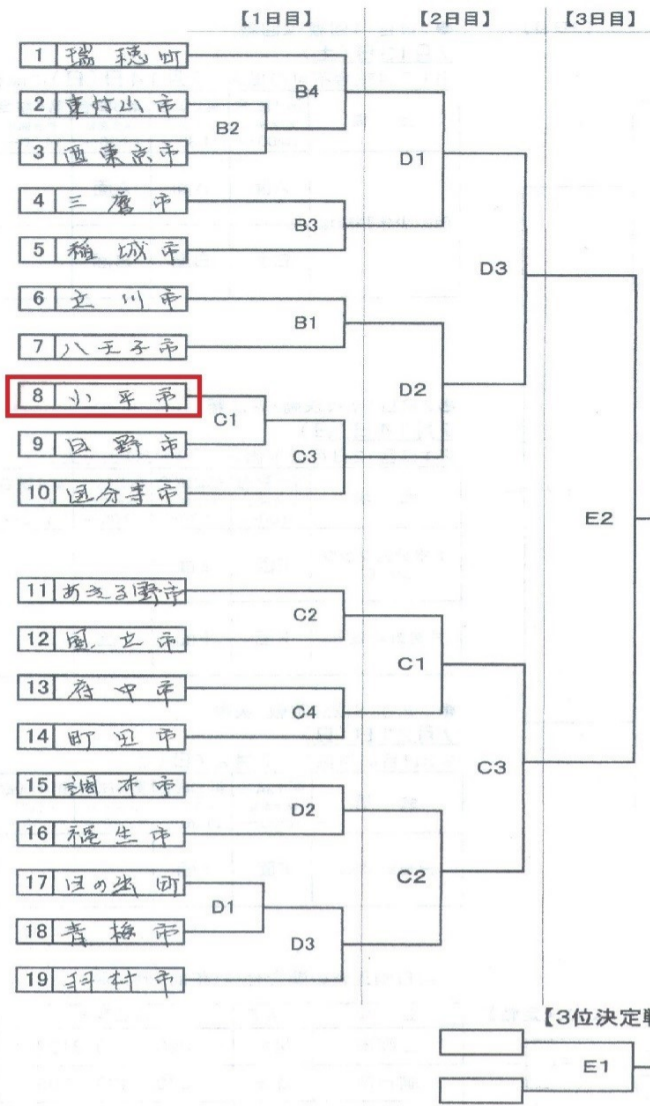 【1日目】 【2日目】 【3日目】
1 瑞穂町
B4
2 東村山市
B2
D1
3 西東京市
4 三鷹市
B3
5 稲城市
D3
6 立川市
B1
7 八王子市
D2
8 小平市
C1
9 日野市
C3
10 国分寺市
E2
11 あきる野市
C2
12 国立市
C1
13 府中市
C4
14 町田市
C3
15 調布市
D2
16 福生市
C2
17 日の出町
D1
18 青梅市
D3
19 羽村市
【3位決定戦
E1